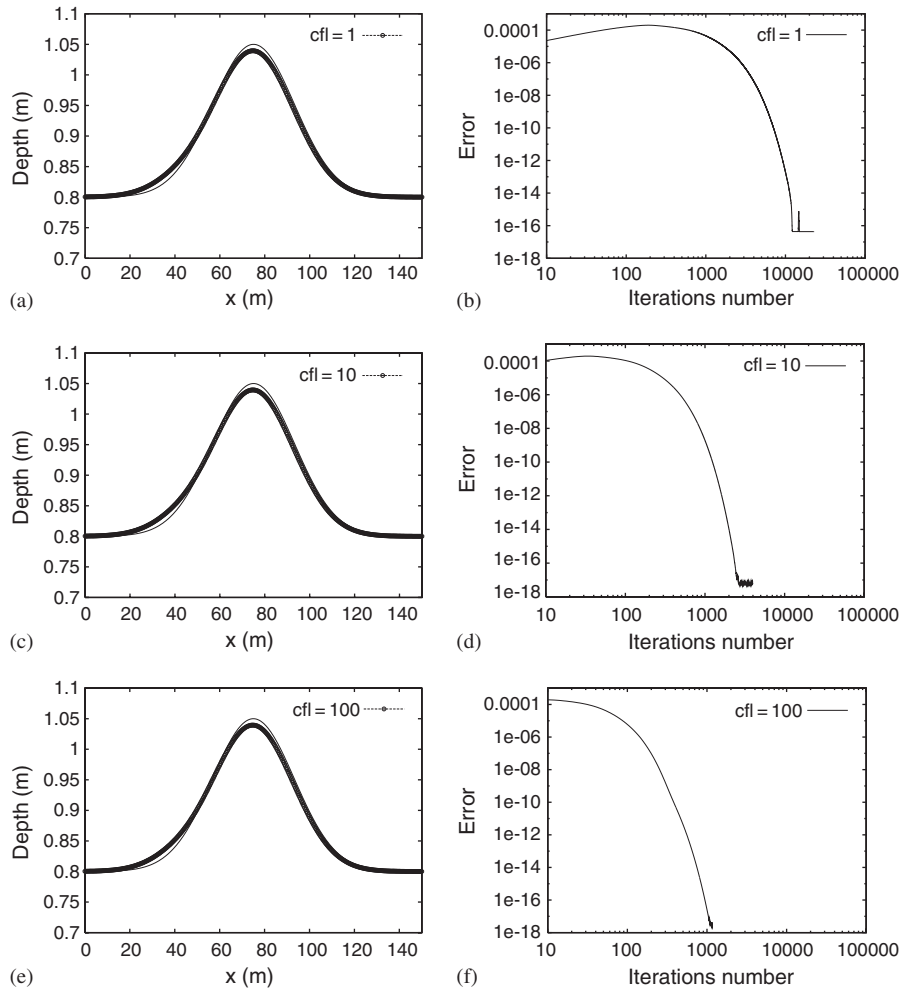 1.1
1.05
1
0.95
0.9
0.85
0.8
0.75
0.7
Depth (m)
cfl = 1
0 20 40 60 80 100 120 140
x (m)
(a)
0.0001
1e-06
1e-08
1e-10
1e-12
1e-14
1e-16
1e-18
Error
cfl = 1
10 100 1000 10000 100000
Iterations number
(b)
1.1
1.05
1
0.95
0.9
0.85
0.8
0.75
0.7
Depth (m)
cfl = 10
0 20 40 60 80 100 120 140
x (m)
(c)
0.0001
1e-06
1e-08
1e-10
1e-12
1e-14
1e-16
1e-18
Error
cfl = 10
10 100 1000 10000 100000
Iterations number
(d)
1.1
1.05
1
0.95
0.9
0.85
0.8
0.75
0.7
Depth (m)
cfl = 100
0 20 40 60 80 100 120 140
x (m)
(e)
0.0001
1e-06
1e-08
1e-10
1e-12
1e-14
1e-16
1e-18
Error
cfl = 100
10 100 1000 10000 100000
Iterations number
(f)